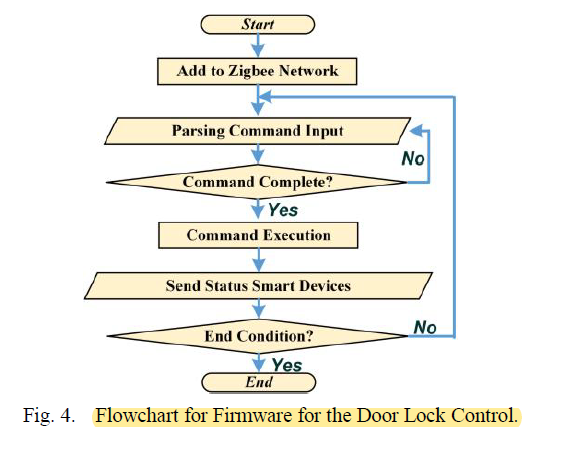 Start
Add to Zigbee Network
Parsing Command Input
No
Command Complete?
Yes
Command Execution
Send Status Smart Devices
End Condition?
No
Yes
End
Fig. 4. Flowchart for Firmware for the Door Lock Control.